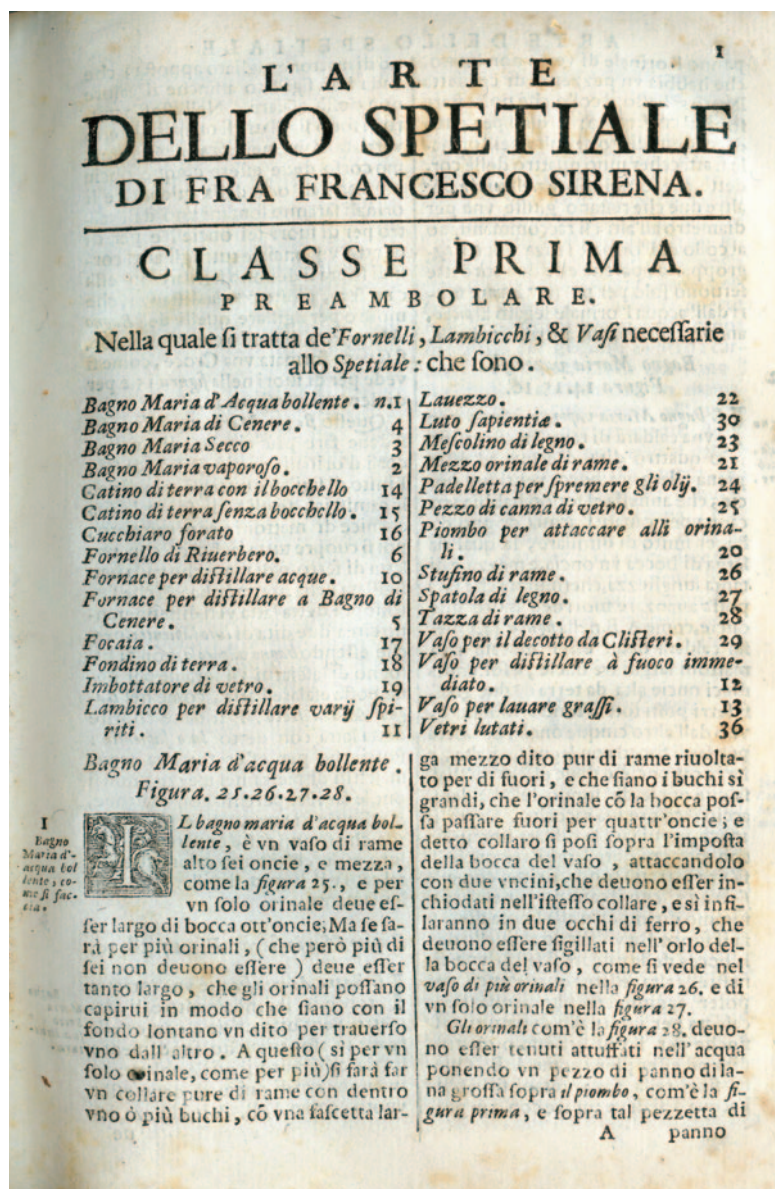 1
L'ARTE
DELLO SPETIALE
DI FRA FRANCESCO SIRENA.
CLASSE PRIMA
PREAMBOLARE.
Nella quale ſi tratta de' Fornelli, Lambicchi, & Vaſi neceſſarie
allo Spetiale: che ſono.
Bagno Maria d'Acqua bollente. n.1
Bagno Maria di Cenere. 4
Bagno Maria Secco 3
Bagno Maria vaporoſo. 2
Catino di terra con il bocchello 14
Catino di terra ſenza bocchello. 15
Cucchiaro forato 16
Fornello di Riuerbero. 6
Fornace per diſtillare acque. 10
Fornace per diſtillare a Bagno di
Cenere. 5
Focaia. 17
Fondino di terra. 18
Imbottatore di vetro. 19
Lambicco per diſtillare varij ſpi-
riti. 11
Lauezzo. 22
Luto ſapientiæ. 30
Meſcolino di legno. 23
Mezzo orinale di rame. 21
Padelletta per ſpremere gli olij. 24
Pezzo di canna di vetro. 25
Piombo per attaccare alli orina-
li. 20
Stufino di rame. 26
Spatola di legno. 27
Tazza di rame. 28
Vaſo per il decotto da Cliſteri. 29
Vaſo per diſtillare à fuoco imme-
diato. 12
Vaſo per lauare graſſi. 13
Vetri lutati. 36
Bagno Maria d'acqua bollente.
Figura. 25.26.27.28.
1
Bagno
Maria d'-
acqua bol
lente, co-
me ſi fac-
cia.
IL bagno maria d'acqua bol-
lente, è vn vaſo di rame
alto ſei oncie, e mezza,
come la figura 25., e per
vn ſolo orinale deue eſ-
ſer largo di bocca ott'oncie; Ma ſe ſa-
rà per più orinali, (che però più di
ſei non deuono eſſere) deue eſſer
tanto largo, che gli orinali poſſano
capirui in modo che ſiano con il
fondo lontano vn dito per trauerſo
vno dall'altro. A queſto (sì per vn
ſolo orinale, come per più) ſi farà far
vn collare pure di rame con dentro
vno ò più buchi, cõ vna faſcetta lar-
ga mezzo dito pur di rame riuolta-
to per di fuori, e che ſiano i buchi sì
grandi, che l'orinale cõ la bocca poſ-
ſa paſſare fuori per quattr'oncie; e
detto collaro ſi poſi ſopra l'impoſta
della bocca del vaſo, attaccandolo
con due vncini, che deuono eſſer in-
chiodati nell'iſteſſo collare, e sì infi-
laranno in due occhi di ferro, che
deuono eſſere ſigillati nell'orlo del-
la bocca del vaſo, come ſi vede nel
vaſo di più orinali nella figura 26. e di
vn ſolo orinale nella figura 27.
Gli orinali com'è la figura 28. deuo-
no eſſer tenuti attuffati nell'acqua
ponendo vn pezzo di panno di la-
na groſſa ſopra il piombo, com'è la fi-
gura prima, e ſopra tal pezzetta di
A panno